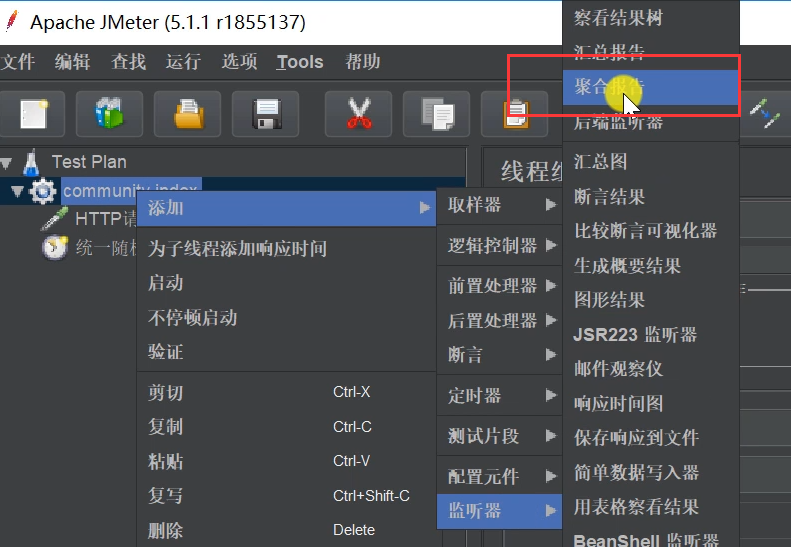 Apache JMeter (5.1.1 r1855137)
文件 编辑 查找 运行 选项 Tools 帮助
Test Plan
community index
HTTP请
统一随机
线程组
添加
为子线程添加响应时间
启动
不停顿启动
验证
剪切 Ctrl-X
复制 Ctrl-C
粘贴 Ctrl-V
复写 Ctrl+Shift-C
删除 Delete
取样器
逻辑控制器
前置处理器
后置处理器
断言
定时器
测试片段
配置元件
监听器
察看结果树
汇总报告
聚合报告
后端监听器
汇总图
断言结果
比较断言可视化器
生成概要结果
图形结果
JSR223 监听器
邮件观察仪
响应时间图
保存响应到文件
简单数据写入器
用表格察看结果
BeanShell 监听器